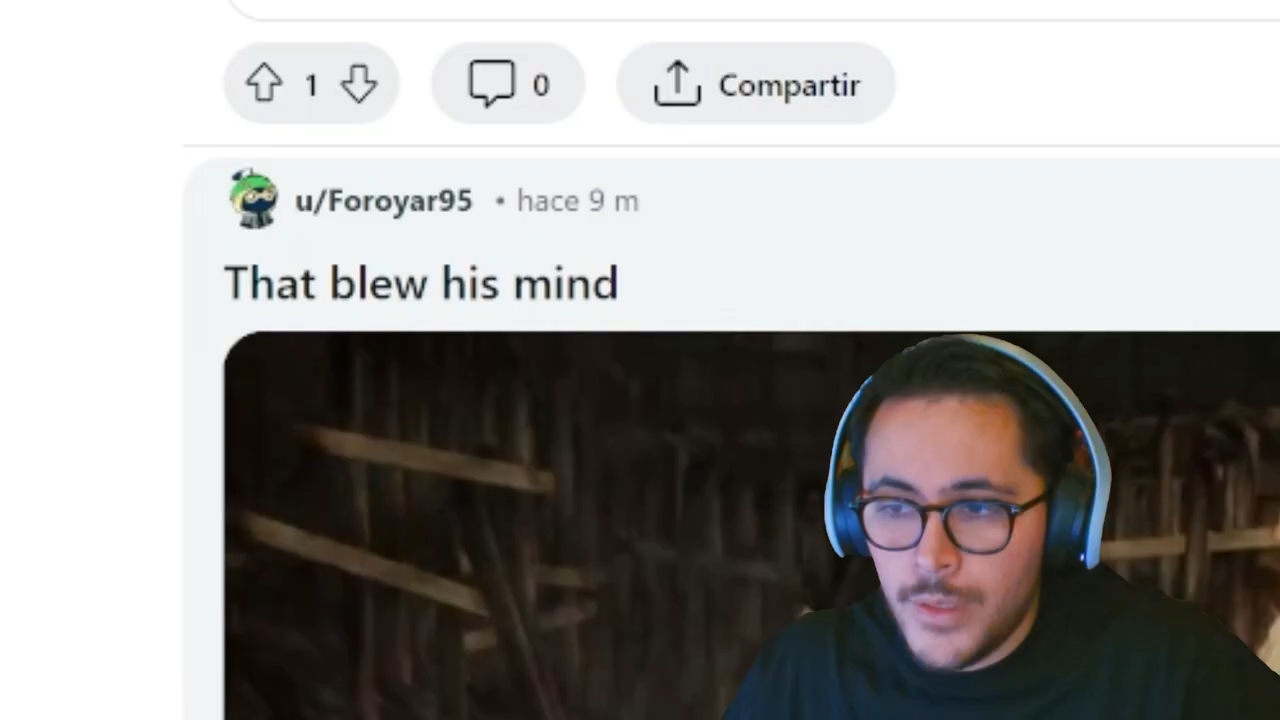 1
0
Compartir
u/Foroyar95 • hace 9 m
That blew his mind